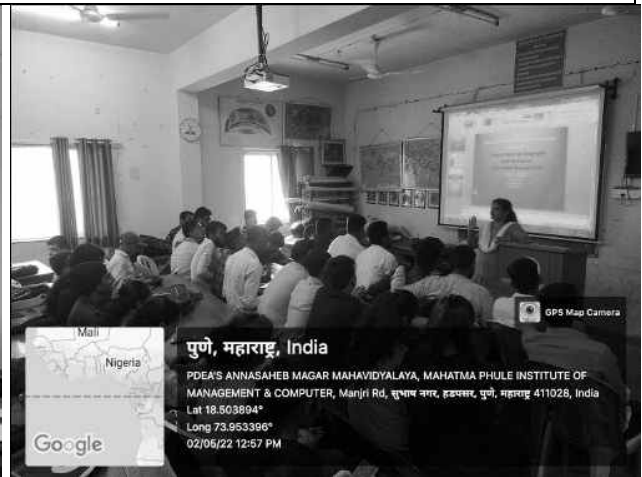 GPS Map Camera
Mali
Nigeria
Google
पुणे, महाराष्ट्र, India
PDEA'S ANNASAHEB MAGAR MAHAVIDYALAYA, MAHATMA PHULE INSTITUTE OF
MANAGEMENT & COMPUTER, Manjri Rd, सुभाष नगर, हडपसर, पुणे, महाराष्ट्र 411028, India
Lat 18.503894°
Long 73.953396°
02/05/22 12:57 PM